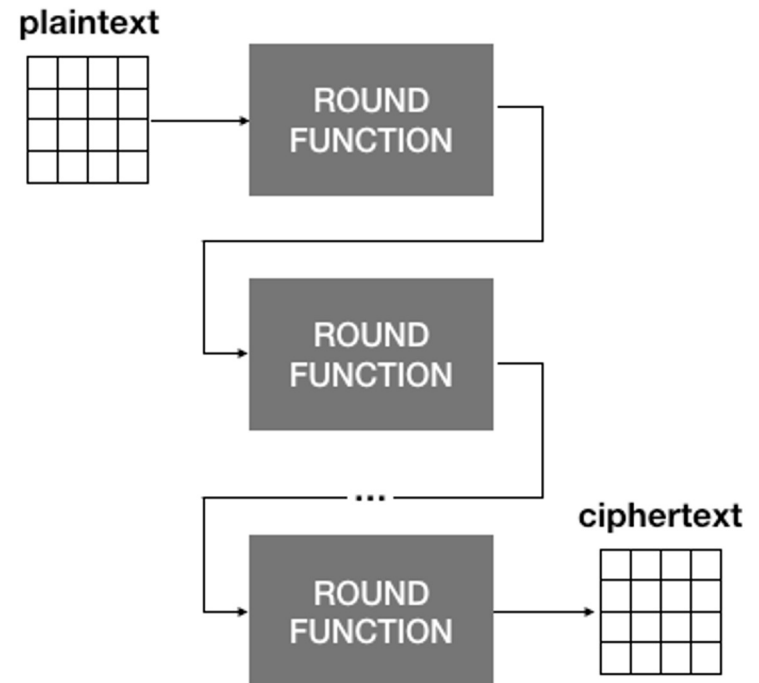 plaintext
ROUND
FUNCTION
ROUND
FUNCTION
...
ciphertext
ROUND
FUNCTION